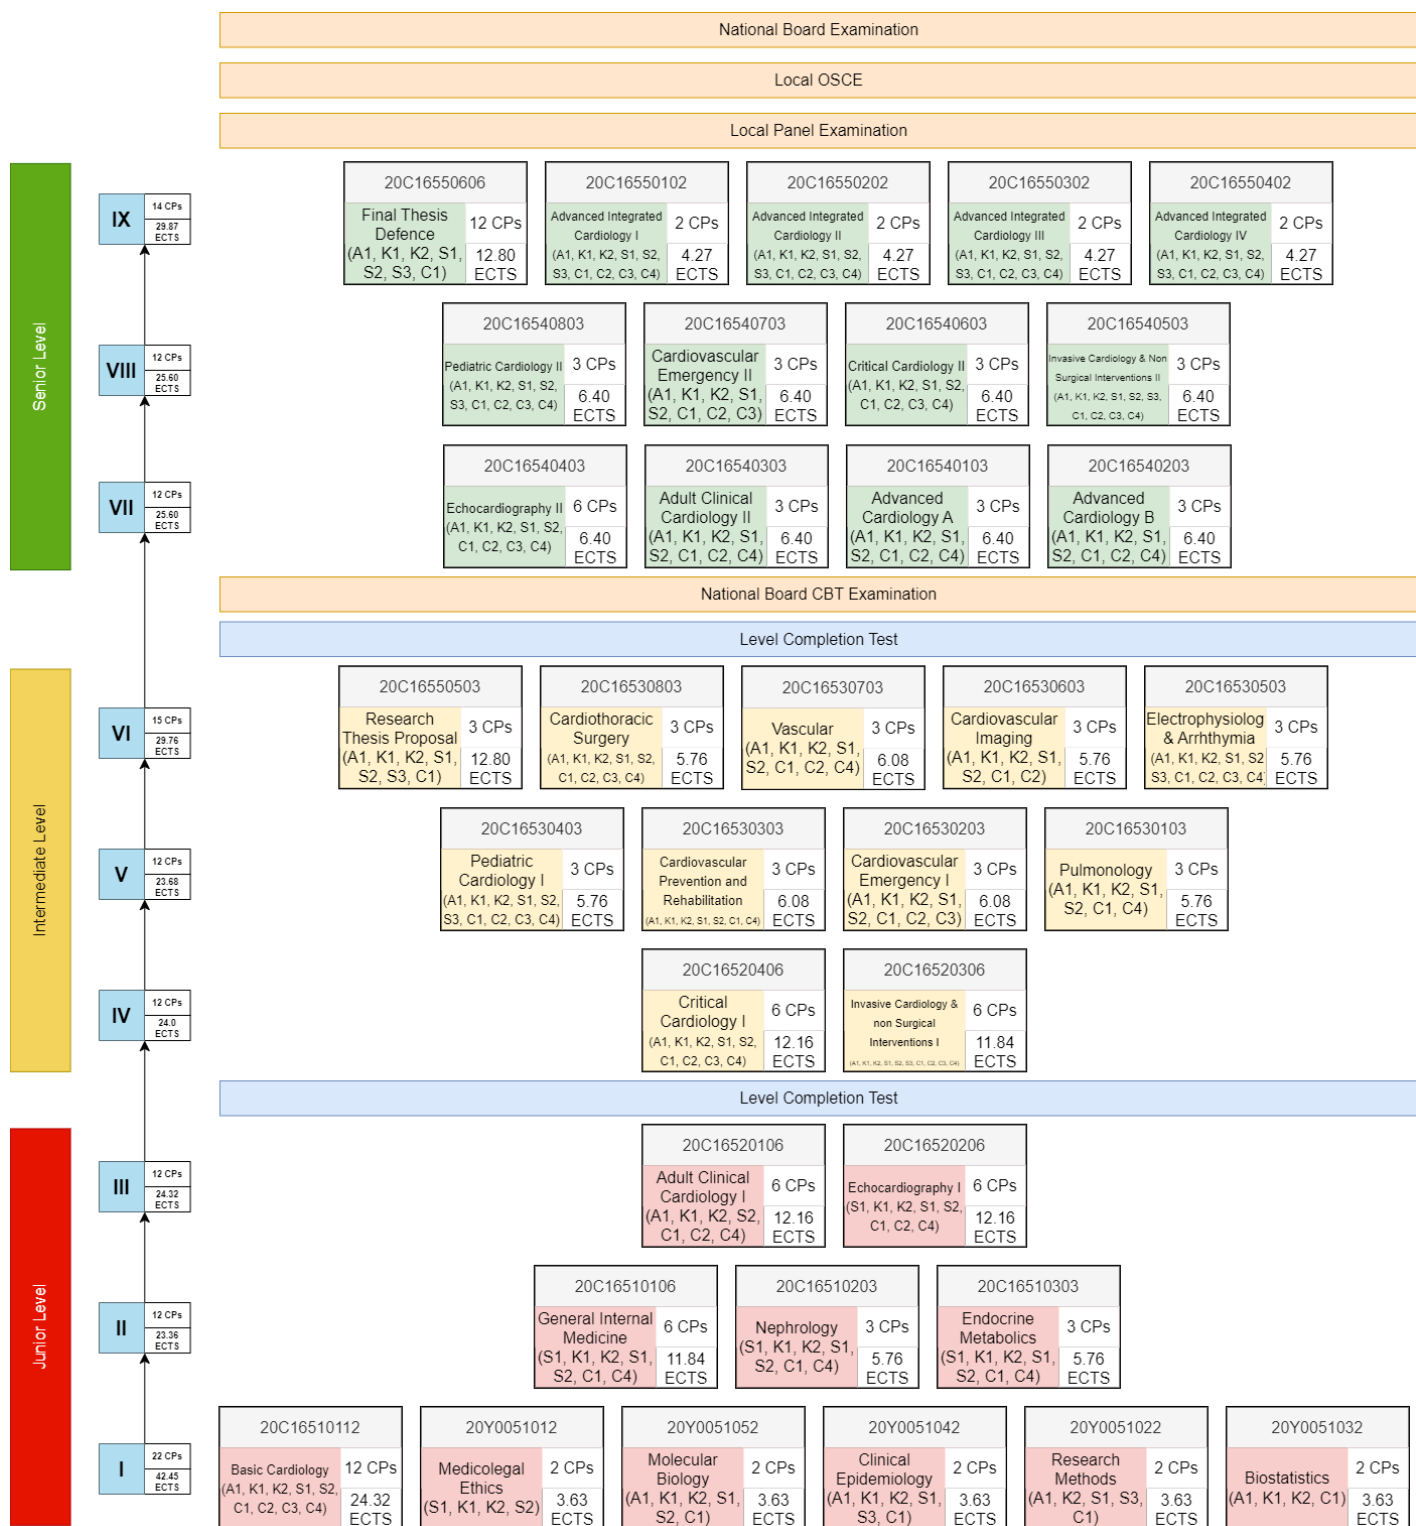 National Board Examination
Local OSCE
Local Panel Examination
Senior Level
IX
14 CPs
29.87
ECTS
20C16550606
Final Thesis
Defence
(A1, K1, K2, S1,
S2, S3, C1)
12 CPs
12.80
ECTS
20C16550102
Advanced Integrated
Cardiology I
(A1, K1, K2, S1, S2,
S3, C1, C2, C3, C4)
2 CPs
4.27
ECTS
20C16550202
Advanced Integrated
Cardiology II
(A1, K1, K2, S1, S2,
S3, C1, C2, C3, C4)
2 CPs
4.27
ECTS
20C16550302
Advanced Integrated
Cardiology III
(A1, K1, K2, S1, S2,
S3, C1, C2, C3, C4)
2 CPs
4.27
ECTS
20C16550402
Advanced Integrated
Cardiology IV
(A1, K1, K2, S1, S2,
S3, C1, C2, C3, C4)
2 CPs
4.27
ECTS
VIII
12 CPs
25.60
ECTS
20C16540803
Pediatric Cardiology II
(A1, K1, K2, S1, S2,
S3, C1, C2, C3, C4)
3 CPs
6.40
ECTS
20C16540703
Cardiovascular
Emergency II
(A1, K1, K2, S1,
S2, C1, C2, C3)
3 CPs
6.40
ECTS
20C16540603
Critical Cardiology II
(A1, K1, K2, S1, S2,
C1, C2, C3, C4)
3 CPs
6.40
ECTS
20C16540503
Invasive Cardiology & Non
Surgical Interventions II
(A1, K1, K2, S1, S2, S3,
C1, C2, C3, C4)
3 CPs
6.40
ECTS
VII
12 CPs
25.60
ECTS
20C16540403
Echocardiography II
(A1, K1, K2, S1, S2,
C1, C2, C3, C4)
6 CPs
6.40
ECTS
20C16540303
Adult Clinical
Cardiology II
(A1, K1, K2, S1,
S2, C1, C2, C4)
3 CPs
6.40
ECTS
20C16540103
Advanced
Cardiology A
(A1, K1, K2, S1,
S2, C1, C2, C4)
3 CPs
6.40
ECTS
20C16540203
Advanced
Cardiology B
(A1, K1, K2, S1,
S2, C1, C2, C4)
3 CPs
6.40
ECTS
National Board CBT Examination
Level Completion Test
Intermediate Level
VI
15 CPs
29.76
ECTS
20C16550503
Research
Thesis Proposal
(A1, K1, K2, S1,
S2, S3, C1)
3 CPs
12.80
ECTS
20C16530803
Cardiothoracic
Surgery
(A1, K1, K2, S1, S2,
C1, C2, C3, C4)
3 CPs
5.76
ECTS
20C16530703
Vascular
(A1, K1, K2, S1,
S2, C1, C2, C4)
3 CPs
6.08
ECTS
20C16530603
Cardiovascular
Imaging
(A1, K1, K2, S1,
S2, C1, C2)
3 CPs
5.76
ECTS
20C16530503
Electrophysiolog
& Arrhthymia
(A1, K1, K2, S1, S2
S3, C1, C2, C3, C4)
3 CPs
5.76
ECTS
V
12 CPs
23.68
ECTS
20C16530403
Pediatric
Cardiology I
(A1, K1, K2, S1, S2,
S3, C1, C2, C3, C4)
3 CPs
5.76
ECTS
20C16530303
Cardiovascular
Prevention and
Rehabilitation
(A1, K1, K2, S1, S2, C1, C4)
3 CPs
6.08
ECTS
20C16530203
Cardiovascular
Emergency I
(A1, K1, K2, S1,
S2, C1, C2, C3)
3 CPs
6.08
ECTS
20C16530103
Pulmonology
(A1, K1, K2, S1,
S2, C1, C4)
3 CPs
5.76
ECTS
IV
12 CPs
24.0
ECTS
20C16520406
Critical
Cardiology I
(A1, K1, K2, S1, S2,
C1, C2, C3, C4)
6 CPs
12.16
ECTS
20C16520306
Invasive Cardiology &
non Surgical
Interventions I
(A1, K1, K2, S1, S2, S3, C1, C2, C3, C4)
6 CPs
11.84
ECTS
Level Completion Test
Junior Level
III
12 CPs
24.32
ECTS
20C16520106
Adult Clinical
Cardiology I
(A1, K1, K2, S2,
C1, C2, C4)
6 CPs
12.16
ECTS
20C16520206
Echocardiography I
(S1, K1, K2, S1, S2,
C1, C2, C4)
6 CPs
12.16
ECTS
II
12 CPs
23.36
ECTS
20C16510106
General Internal
Medicine
(S1, K1, K2, S1,
S2, C1, C4)
6 CPs
11.84
ECTS
20C16510203
Nephrology
(S1, K1, K2, S1,
S2, C1, C4)
3 CPs
5.76
ECTS
20C16510303
Endocrine
Metabolics
(S1, K1, K2, S1,
S2, C1, C4)
3 CPs
5.76
ECTS
I
22 CPs
42.45
ECTS
20C16510112
Basic Cardiology
(A1, K1, K2, S1, S2,
C1, C2, C3, C4)
12 CPs
24.32
ECTS
20Y0051012
Medicolegal
Ethics
(S1, K1, K2, S2)
2 CPs
3.63
ECTS
20Y0051052
Molecular
Biology
(A1, K1, K2, S1,
S2, C1)
2 CPs
3.63
ECTS
20Y0051042
Clinical
Epidemiology
(A1, K1, K2, S1,
S3, C1)
2 CPs
3.63
ECTS
20Y0051022
Research
Methods
(A1, K2, S1, S3,
C1)
2 CPs
3.63
ECTS
20Y0051032
Biostatistics
(A1, K1, K2, C1)
2 CPs
3.63
ECTS